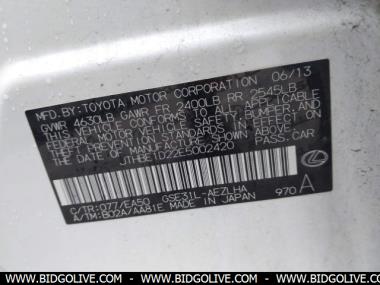 MFD. BY: TOYOTA MOTOR CORPORATION 06/13
GVWR 4630LB GAWR FR 2400LB RR 2545LB
THIS VEHICLE CONFORMS TO ALL APPLICABLE
FEDERAL MOTOR VEHICLE SAFETY, BUMPER, AND
THEFT PREVENTION STANDARDS IN EFFECT ON
THE DATE OF MANUFACTURE SHOWN ABOVE.
JTHBE1D22E5002420 PASS. CAR
C/TR:077/EA50 GSE31L-AEZLHA
A/TM:B02A/AA81E MADE IN JAPAN 970 A
WWW.BIDGOLIVE.COM WWW.BIDGOLIVE.COM WWW.BIDGOLIVE.COM